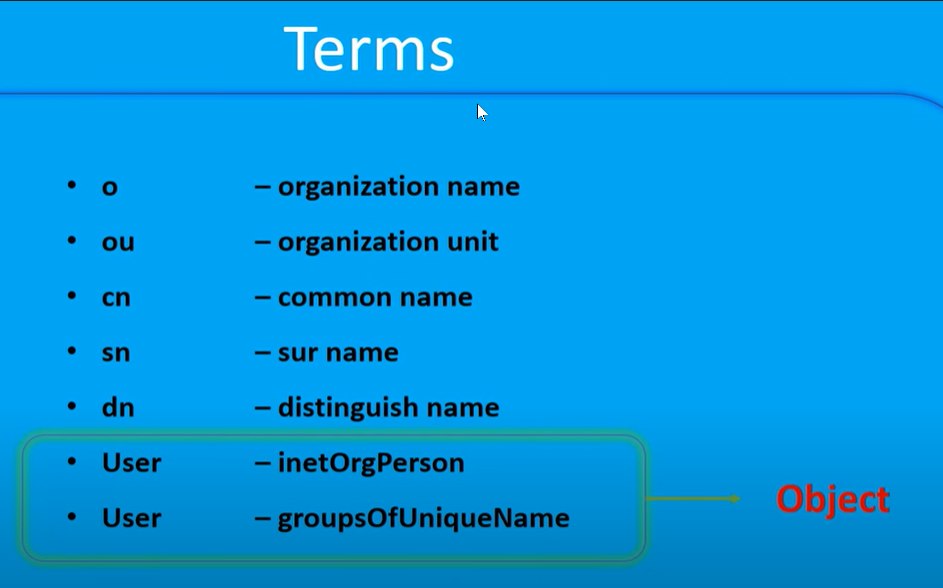 Terms
• o – organization name
• ou – organization unit
• cn – common name
• sn – sur name
• dn – distinguish name
• User – inetOrgPerson
• User – groupsOfUniqueName
Object